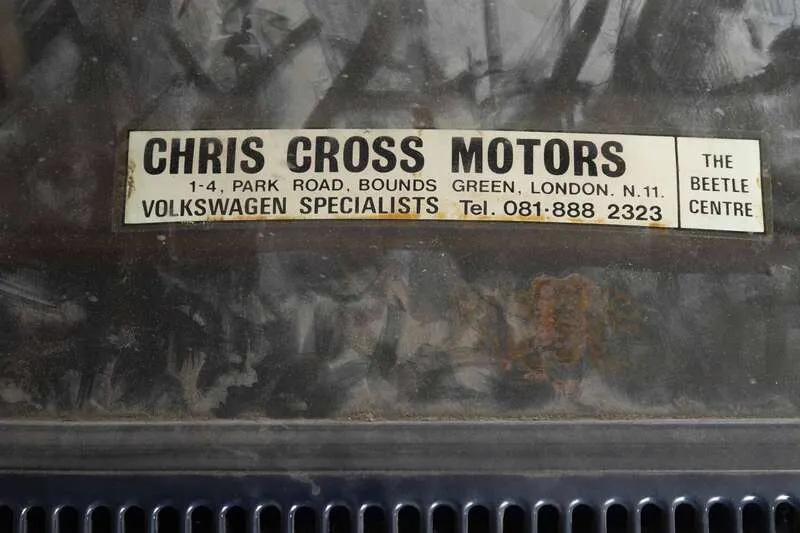 CHRIS CROSS MOTORS
1-4, PARK ROAD, BOUNDS GREEN, LONDON. N.11.
VOLKSWAGEN SPECIALISTS Tel. 081·888 2323
THE
BEETLE
CENTRE